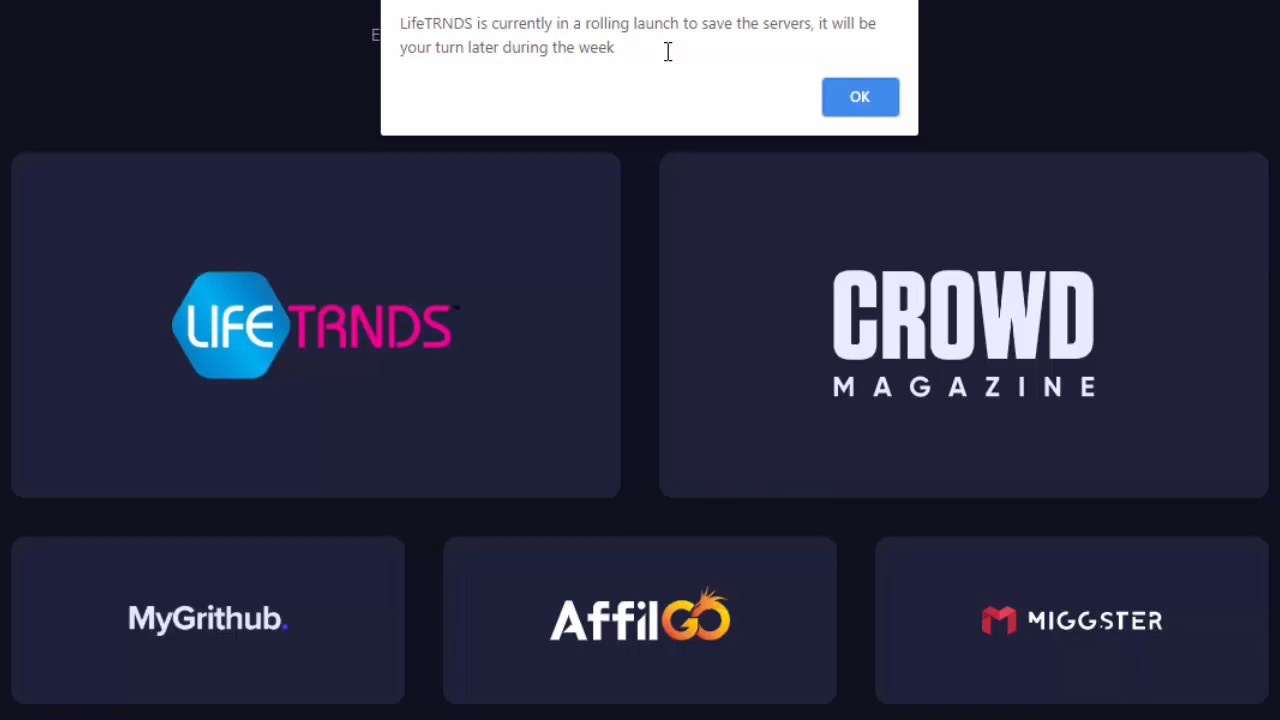 LifeTRNDS is currently in a rolling launch to save the servers, it will be
your turn later during the week
E
OK
LIFETRNDS™
CROWD
MAGAZINE
MyGrithub.
AffilGO
MIGGSTER